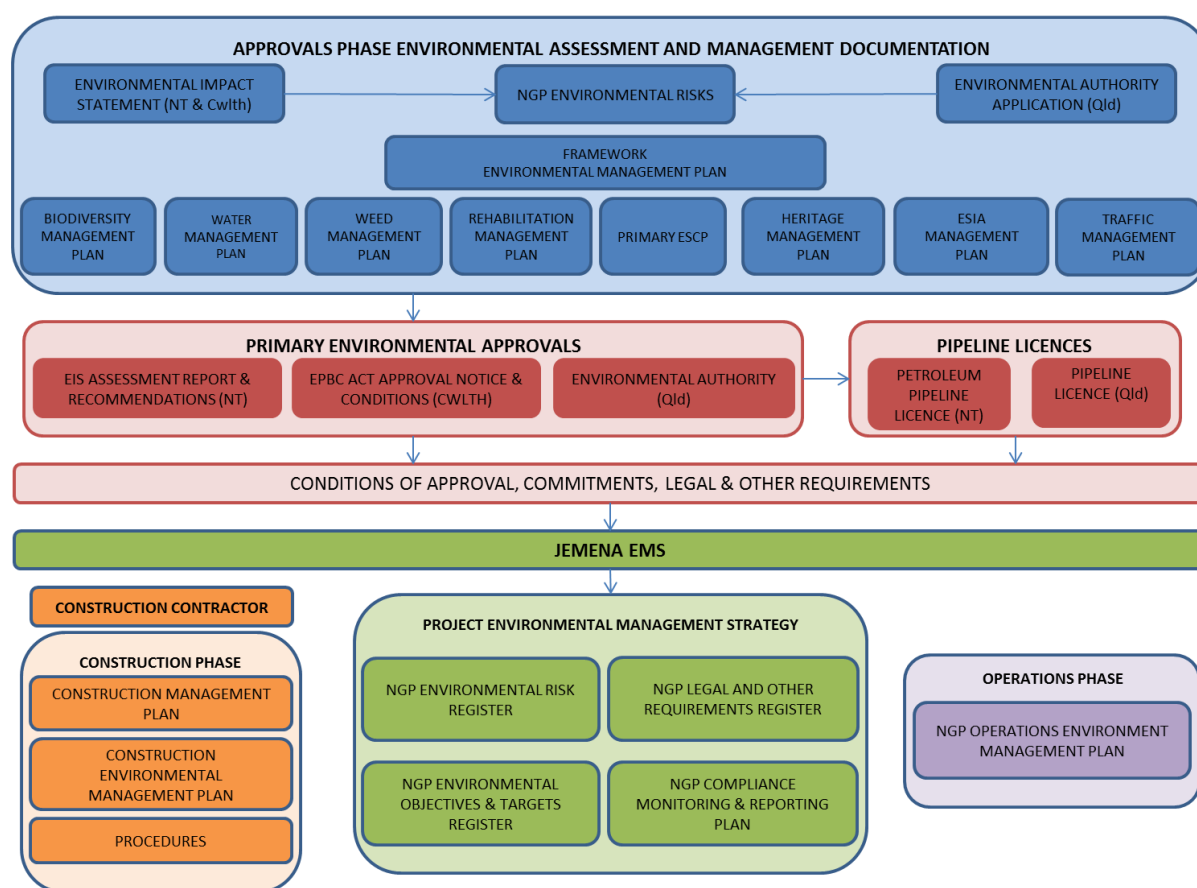 APPROVALS PHASE ENVIRONMENTAL ASSESSMENT AND MANAGEMENT DOCUMENTATION
ENVIRONMENTAL IMPACT
STATEMENT (NT & Cwlth)
NGP ENVIRONMENTAL RISKS
ENVIRONMENTAL AUTHORITY
APPLICATION (Qld)
FRAMEWORK
ENVIRONMENTAL MANAGEMENT PLAN
BIODIVERSITY
MANAGEMENT
PLAN
WATER
MANAGEMENT
PLAN
WEED
MANAGEMENT
PLAN
REHABILITATION
MANAGEMENT
PLAN
PRIMARY ESCP
HERITAGE
MANAGEMENT
PLAN
ESIA
MANAGEMENT
PLAN
TRAFFIC
MANAGEMENT
PLAN
PRIMARY ENVIRONMENTAL APPROVALS
EIS ASSESSMENT REPORT &
RECOMMENDATIONS (NT)
EPBC ACT APPROVAL NOTICE &
CONDITIONS (CWLTH)
ENVIRONMENTAL AUTHORITY
(Qld)
PIPELINE LICENCES
PETROLEUM
PIPELINE
LICENCE (NT)
PIPELINE
LICENCE (Qld)
CONDITIONS OF APPROVAL, COMMITMENTS, LEGAL & OTHER REQUIREMENTS
JEMENA EMS
CONSTRUCTION CONTRACTOR
CONSTRUCTION PHASE
CONSTRUCTION MANAGEMENT
PLAN
CONSTRUCTION
ENVIRONMENTAL
MANAGEMENT PLAN
PROCEDURES
PROJECT ENVIRONMENTAL MANAGEMENT STRATEGY
NGP ENVIRONMENTAL RISK
REGISTER
NGP LEGAL AND OTHER
REQUIREMENTS REGISTER
NGP ENVIRONMENTAL
OBJECTIVES & TARGETS
REGISTER
NGP COMPLIANCE
MONITORING & REPORTING
PLAN
OPERATIONS PHASE
NGP OPERATIONS ENVIRONMENT
MANAGEMENT PLAN